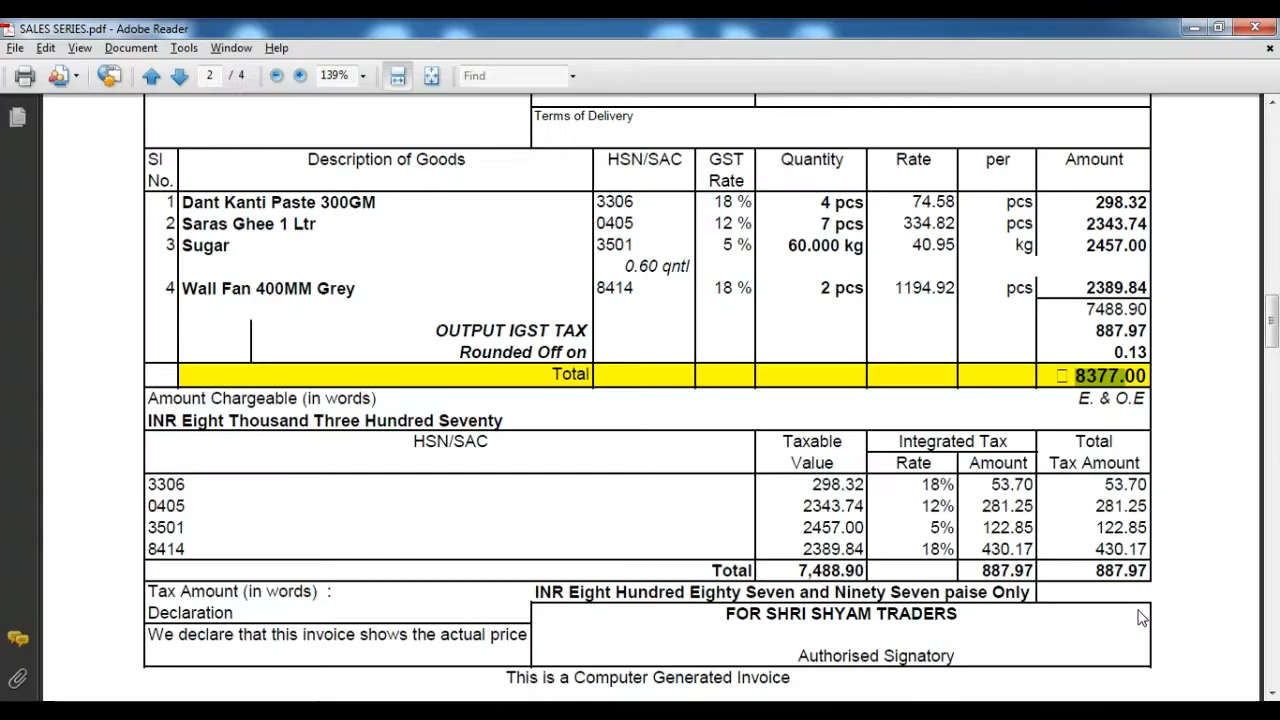 SALES SERIES.pdf - Adobe Reader
File Edit View Document Tools Window Help
2 / 4 139% Find
Terms of Delivery
Sl No. Description of Goods HSN/SAC GST Rate Quantity Rate per Amount
1 Dant Kanti Paste 300GM 3306 18 % 4 pcs 74.58 pcs 298.32
2 Saras Ghee 1 Ltr 0405 12 % 7 pcs 334.82 pcs 2343.74
3 Sugar 3501 5 % 60.000 kg 40.95 kg 2457.00
0.60 qntl
4 Wall Fan 400MM Grey 8414 18 % 2 pcs 1194.92 pcs 2389.84
7488.90
OUTPUT IGST TAX 887.97
Rounded Off on 0.13
Total 8377.00
Amount Chargeable (in words) E. & O.E
INR Eight Thousand Three Hundred Seventy
HSN/SAC Taxable Value Integrated Tax Rate Amount Total Tax Amount
3306 298.32 18% 53.70 53.70
0405 2343.74 12% 281.25 281.25
3501 2457.00 5% 122.85 122.85
8414 2389.84 18% 430.17 430.17
Total 7,488.90 887.97 887.97
Tax Amount (in words) : INR Eight Hundred Eighty Seven and Ninety Seven paise Only
Declaration FOR SHRI SHYAM TRADERS
We declare that this invoice shows the actual price
Authorised Signatory
This is a Computer Generated Invoice